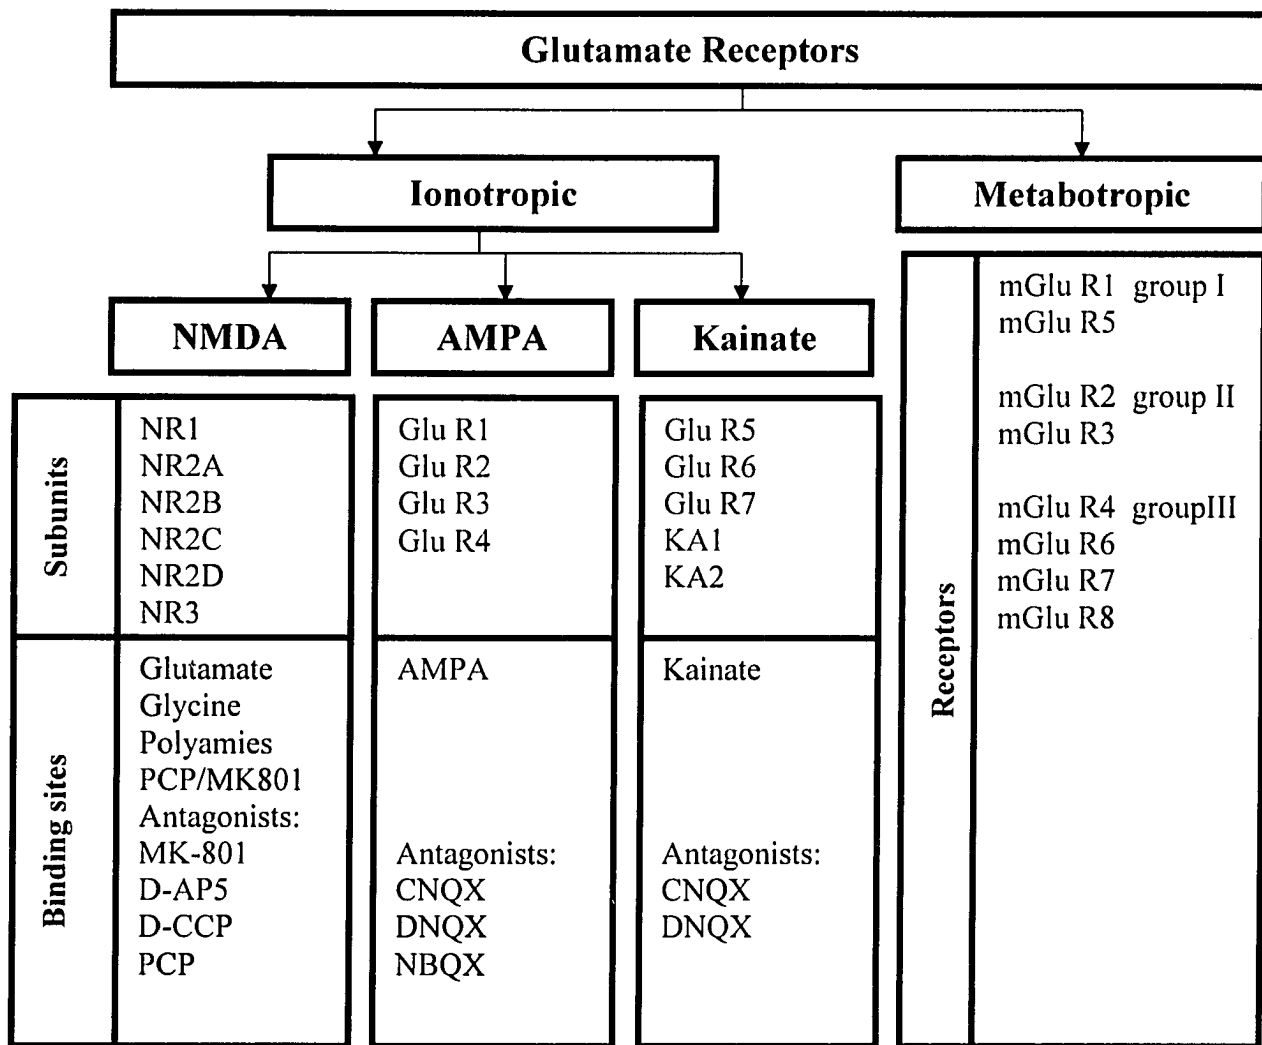 Glutamate Receptors
Ionotropic
Metabotropic
NMDA
AMPA
Kainate
Subunits
NR1
NR2A
NR2B
NR2C
NR2D
NR3
Glu R1
Glu R2
Glu R3
Glu R4
Glu R5
Glu R6
Glu R7
KA1
KA2
Binding sites
Glutamate
Glycine
Polyamies
PCP/MK801
Antagonists:
MK-801
D-AP5
D-CCP
PCP
AMPA
Antagonists:
CNQX
DNQX
NBQX
Kainate
Antagonists:
CNQX
DNQX
Receptors
mGlu R1 group I
mGlu R5
mGlu R2 group II
mGlu R3
mGlu R4 groupIII
mGlu R6
mGlu R7
mGlu R8